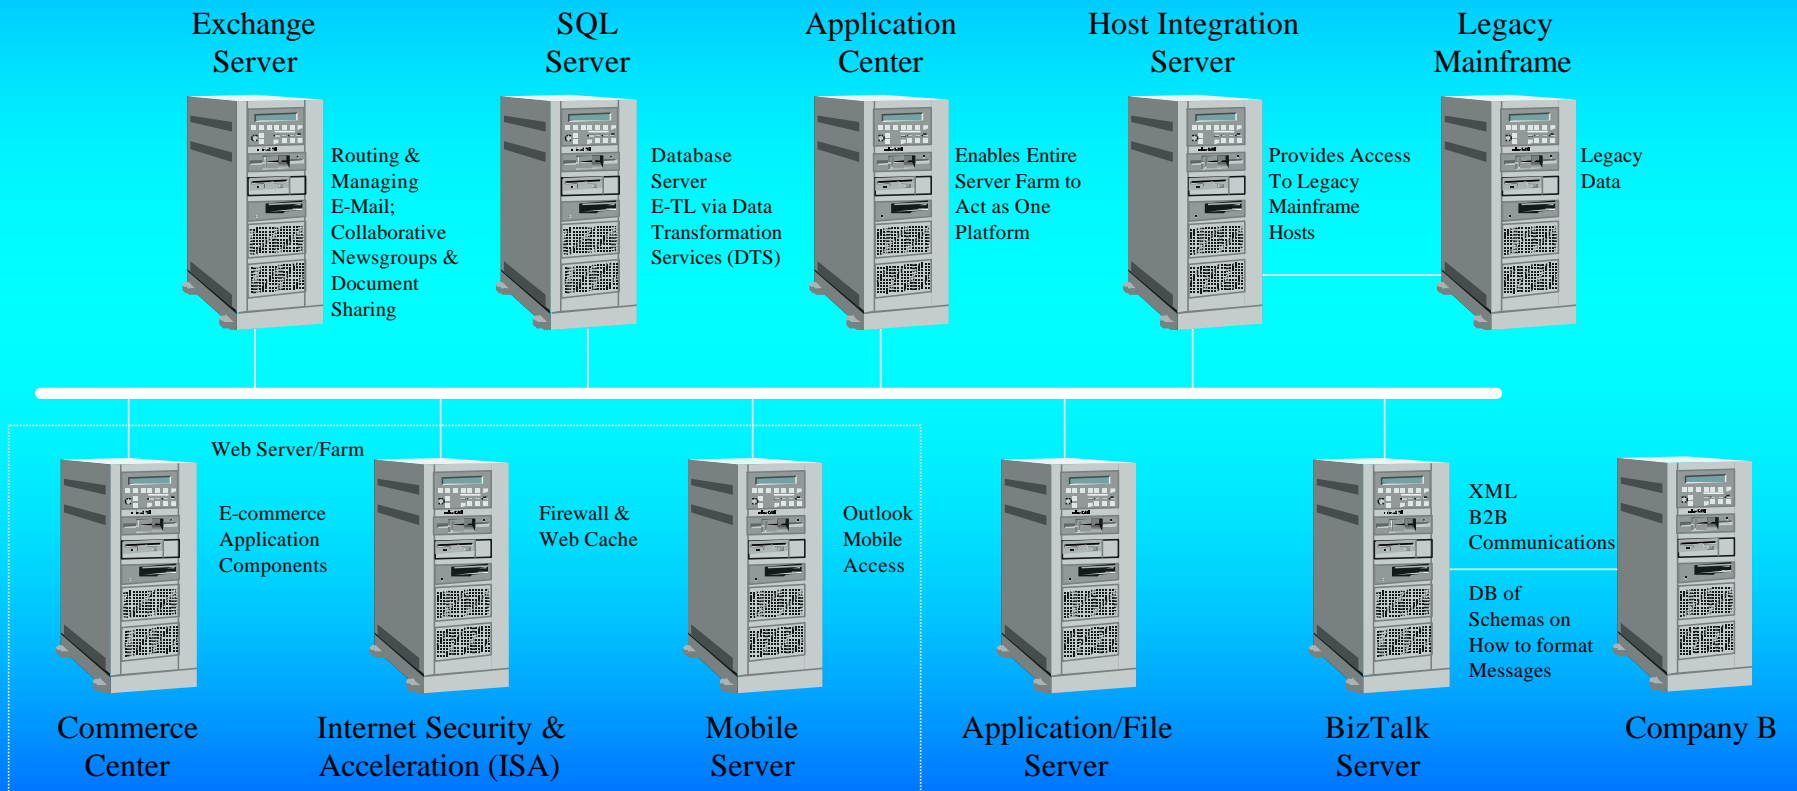 Exchange
Server
SQL
Server
Application
Center
Host Integration
Server
Legacy
Mainframe
Routing &
Managing
E-Mail;
Collaborative
Newsgroups &
Document
Sharing
Database
Server
E-TL via Data
Transformation
Services (DTS)
Enables Entire
Server Farm to
Act as One
Platform
Provides Access
To Legacy
Mainframe
Hosts
Legacy
Data
Web Server/Farm
E-commerce
Application
Components
Firewall &
Web Cache
Outlook
Mobile
Access
XML
B2B
Communications
DB of
Schemas on
How to format
Messages
Commerce
Center
Internet Security &
Acceleration (ISA)
Mobile
Server
Application/File
Server
BizTalk
Server
Company B